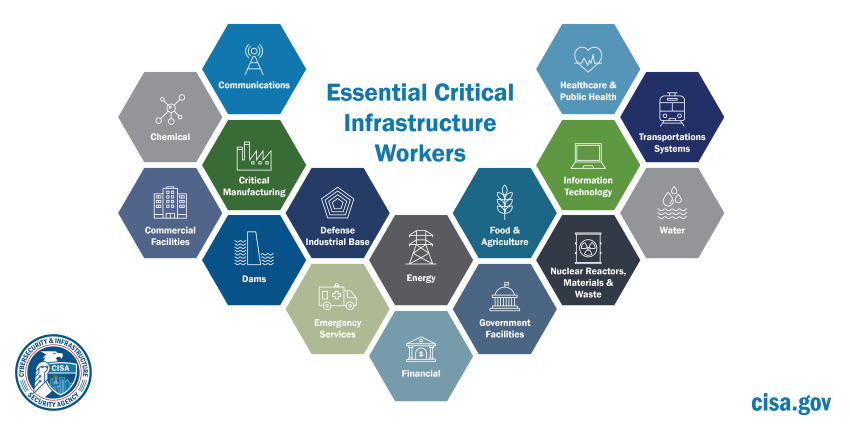 Communications
Chemical
Critical
Manufacturing
Commercial
Facilities
Defense
Industrial Base
Dams
Emergency
Services
Energy
Financial
Essential Critical
Infrastructure
Workers
Healthcare &
Public Health
Transportations
Systems
Information
Technology
Food &
Agriculture
Water
Nuclear Reactors,
Materials &
Waste
Government
Facilities
$
CYBERSECURITY & INFRASTRUCTURE
CISA
SECURITY AGENCY
cisa.gov